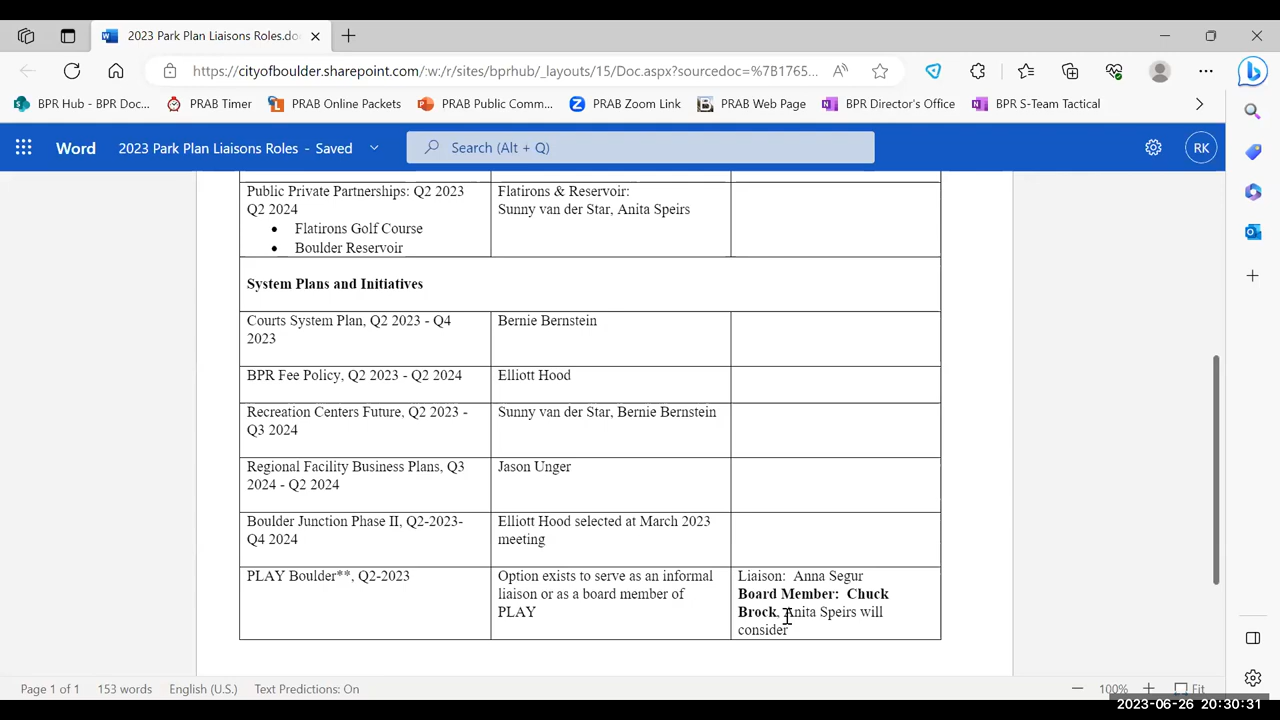 2023 Park Plan Liaisons Roles.do
https://cityofboulder.sharepoint.com/:w:/r/sites/bprhub/_layouts/15/Doc.aspx?sourcedoc=%7B1765...
BPR Hub - BPR Doc...
PRAB Timer
PRAB Online Packets
PRAB Public Comm...
PRAB Zoom Link
PRAB Web Page
BPR Director's Office
BPR S-Team Tactical
Word
2023 Park Plan Liaisons Roles - Saved
Search (Alt + Q)
RK
Public Private Partnerships: Q2 2023
Q2 2024
• Flatirons Golf Course
• Boulder Reservoir
Flatirons & Reservoir:
Sunny van der Star, Anita Speirs
System Plans and Initiatives
Courts System Plan, Q2 2023 - Q4
2023
Bernie Bernstein
BPR Fee Policy, Q2 2023 - Q2 2024
Elliott Hood
Recreation Centers Future, Q2 2023 -
Q3 2024
Sunny van der Star, Bernie Bernstein
Regional Facility Business Plans, Q3
2024 - Q2 2024
Jason Unger
Boulder Junction Phase II, Q2-2023-
Q4 2024
Elliott Hood selected at March 2023
meeting
PLAY Boulder**, Q2-2023
Option exists to serve as an informal
liaison or as a board member of
PLAY
Liaison: Anna Segur
Board Member: Chuck
Brock, Anita Speirs will
consider
Page 1 of 1
153 words
English (U.S.)
Text Predictions: On
100%
Fit
2023-06-26 20:30:31